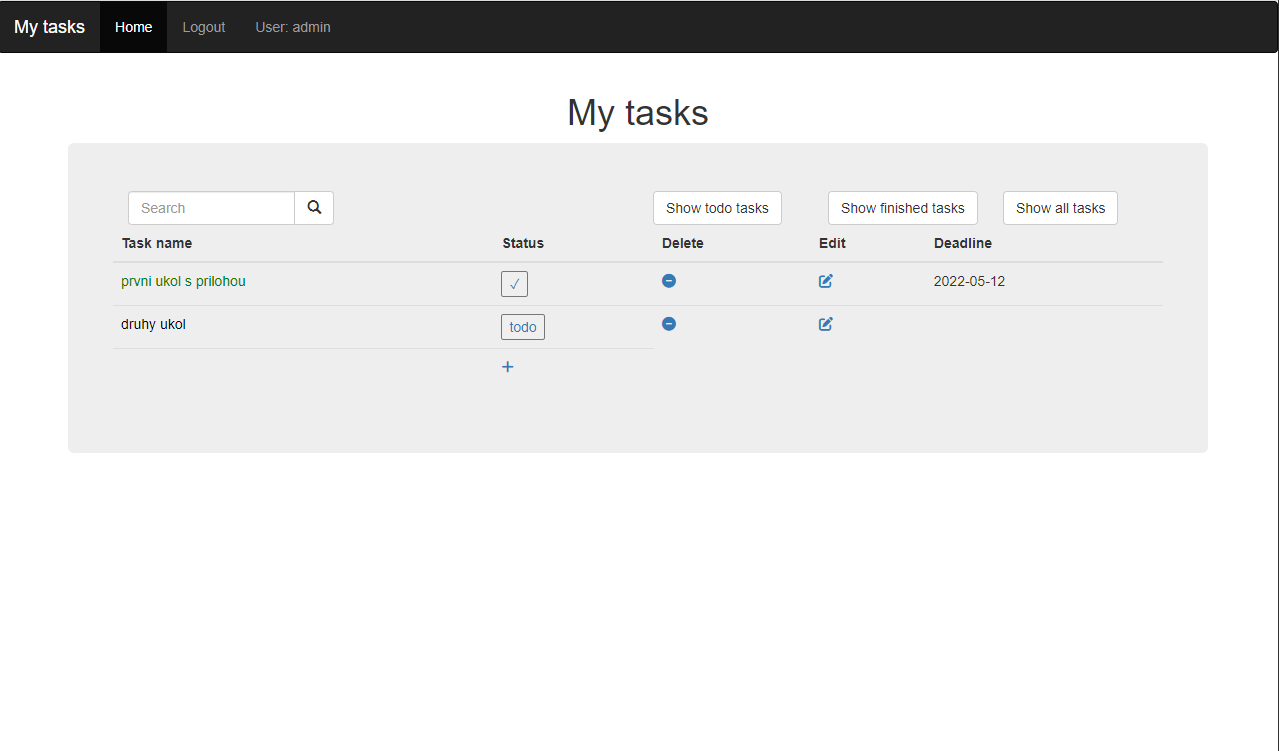 My tasks Home Logout User: admin
My tasks
Search Show todo tasks Show finished tasks Show all tasks
Task name Status Delete Edit Deadline
prvni ukol s prilohou ✓ 2022-05-12
druhy ukol todo